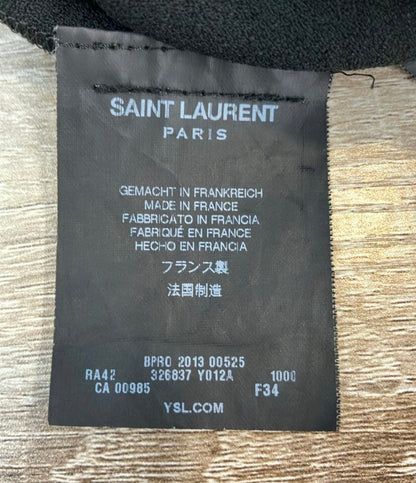 SAINT LAURENT
PARIS
GEMACHT IN FRANKREICH
MADE IN FRANCE
FABBRICATO IN FRANCIA
FABRIQUÉ EN FRANCE
HECHO EN FRANCIA
フランス製
法国制造
BPRO 2013 00525
RA42 326837 Y012A 1000
CA 00985 F34
YSL.COM